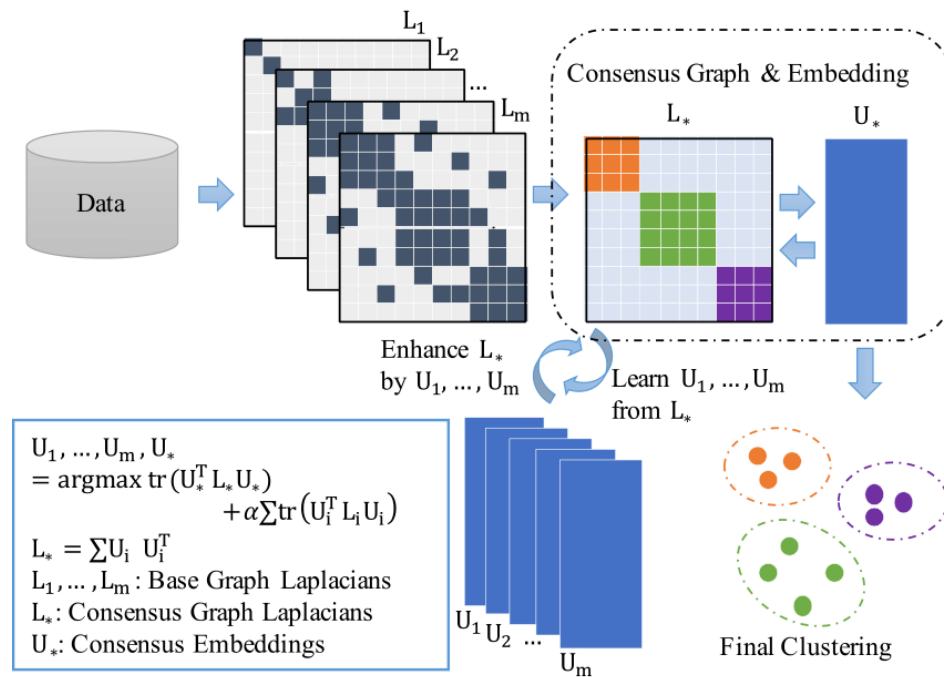 L₁
L₂
...
Lₘ
Data
Consensus Graph & Embedding
L*
U*
Enhance L*
by U₁, …, Uₘ
Learn U₁, …, Uₘ
from L*
U₁, …, Uₘ, U*
= argmax tr(U*ᵀ L* U*)
+ α∑tr(Uᵢᵀ Lᵢ Uᵢ)
L* = ∑Uᵢ Uᵢᵀ
L₁, …, Lₘ : Base Graph Laplacians
L*: Consensus Graph Laplacians
U*: Consensus Embeddings
U₁
U₂
...
Uₘ
Final Clustering